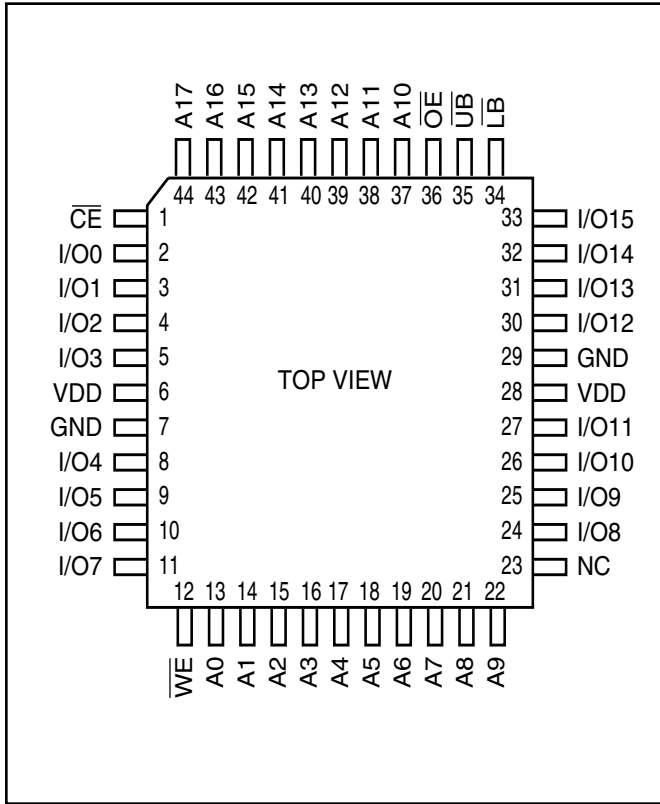 A17 A16 A15 A14 A13 A12 A11 A10 OE UB LB
44 43 42 41 40 39 38 37 36 35 34
CE 1 33 I/O15
I/O0 2 32 I/O14
I/O1 3 31 I/O13
I/O2 4 30 I/O12
I/O3 5 29 GND
TOP VIEW
VDD 6 28 VDD
GND 7 27 I/O11
I/O4 8 26 I/O10
I/O5 9 25 I/O9
I/O6 10 24 I/O8
I/O7 11 23 NC
12 13 14 15 16 17 18 19 20 21 22
WE A0 A1 A2 A3 A4 A5 A6 A7 A8 A9